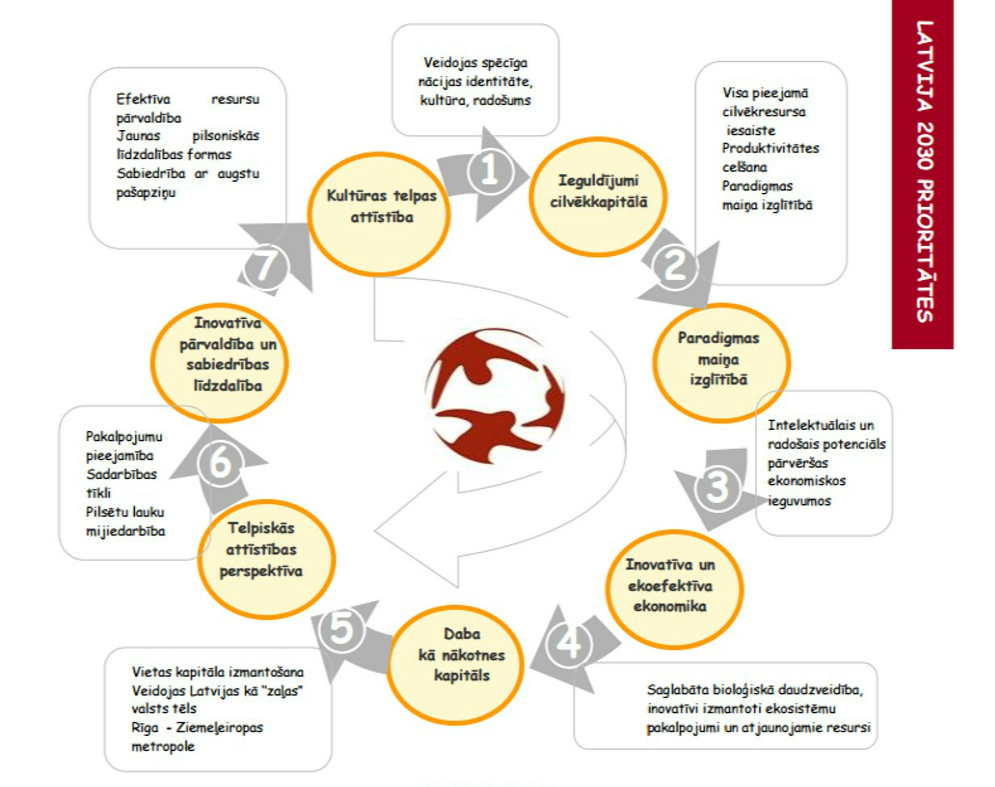 LATVIJA 2030 PRIORITĀTES
Veidojas spēcīga
nācijas identitāte,
kultūra, radošums
Efektīva resursu
pārvaldība
Jaunas pilsoniskās
līdzdalības formas
Sabiedrība ar augstu
pašapziņu
Visa pieejamā
cilvēkresursa
iesaiste
Produktivitātes
celšana
Paradigmas
maiņa izglītībā
Kultūras telpas
attīstība
1
Ieguldījumi
cilvēkkapitālā
2
7
Inovatīva
pārvaldība un
sabiedrības
līdzdalība
Paradigmas
maiņa
izglītībā
Pakalpojumu
pieejamība
Sadarbības
tīkli
Pilsētu lauku
mijiedarbība
6
3
Intelektuālais un
radošais potenciāls
pārvēršas
ekonomiskos
ieguvumos
Telpiskās
attīstības
perspektīva
Inovatīva un
ekoefektīva
ekonomika
5
Daba
kā nākotnes
kapitāls
4
Vietas kapitāla izmantošana
Veidojas Latvijas kā "zaļas"
valsts tēls
Rīga - Ziemeļeiropas
metropole
Saglabāta bioloģiskā daudzveidība,
inovatīvi izmantoti ekosistēmu
pakalpojumi un atjaunojamie resursi